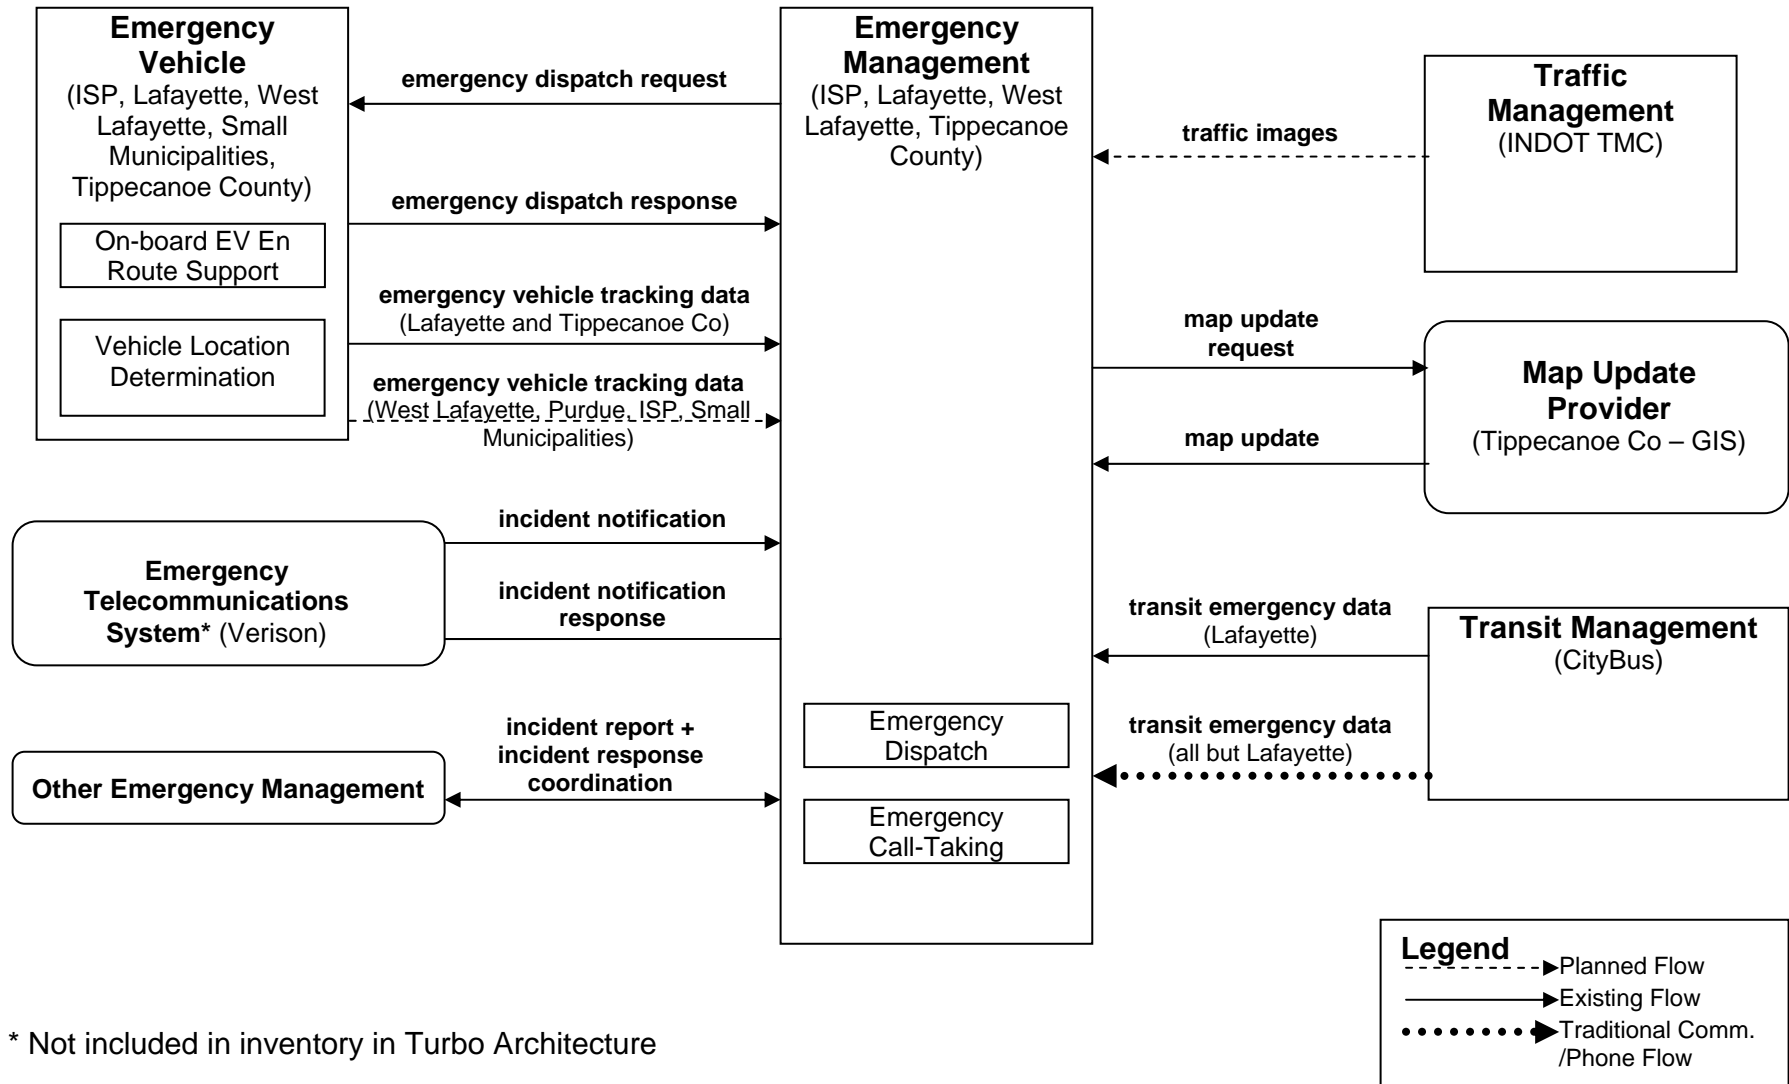 Emergency
Vehicle
(ISP, Lafayette, West
Lafayette, Small
Municipalities,
Tippecanoe County)
On-board EV En
Route Support
Vehicle Location
Determination
emergency dispatch request
emergency dispatch response
emergency vehicle tracking data
(Lafayette and Tippecanoe Co)
emergency vehicle tracking data
(West Lafayette, Purdue, ISP, Small
Municipalities)
Emergency
Telecommunications
System* (Verison)
incident notification
incident notification
response
Other Emergency Management
incident report +
incident response
coordination
Emergency
Management
(ISP, Lafayette, West
Lafayette, Tippecanoe
County)
Emergency
Dispatch
Emergency
Call-Taking
traffic images
Traffic
Management
(INDOT TMC)
map update
request
map update
Map Update
Provider
(Tippecanoe Co – GIS)
transit emergency data
(Lafayette)
transit emergency data
(all but Lafayette)
Transit Management
(CityBus)
Legend
Planned Flow
Existing Flow
Traditional Comm.
/Phone Flow
* Not included in inventory in Turbo Architecture